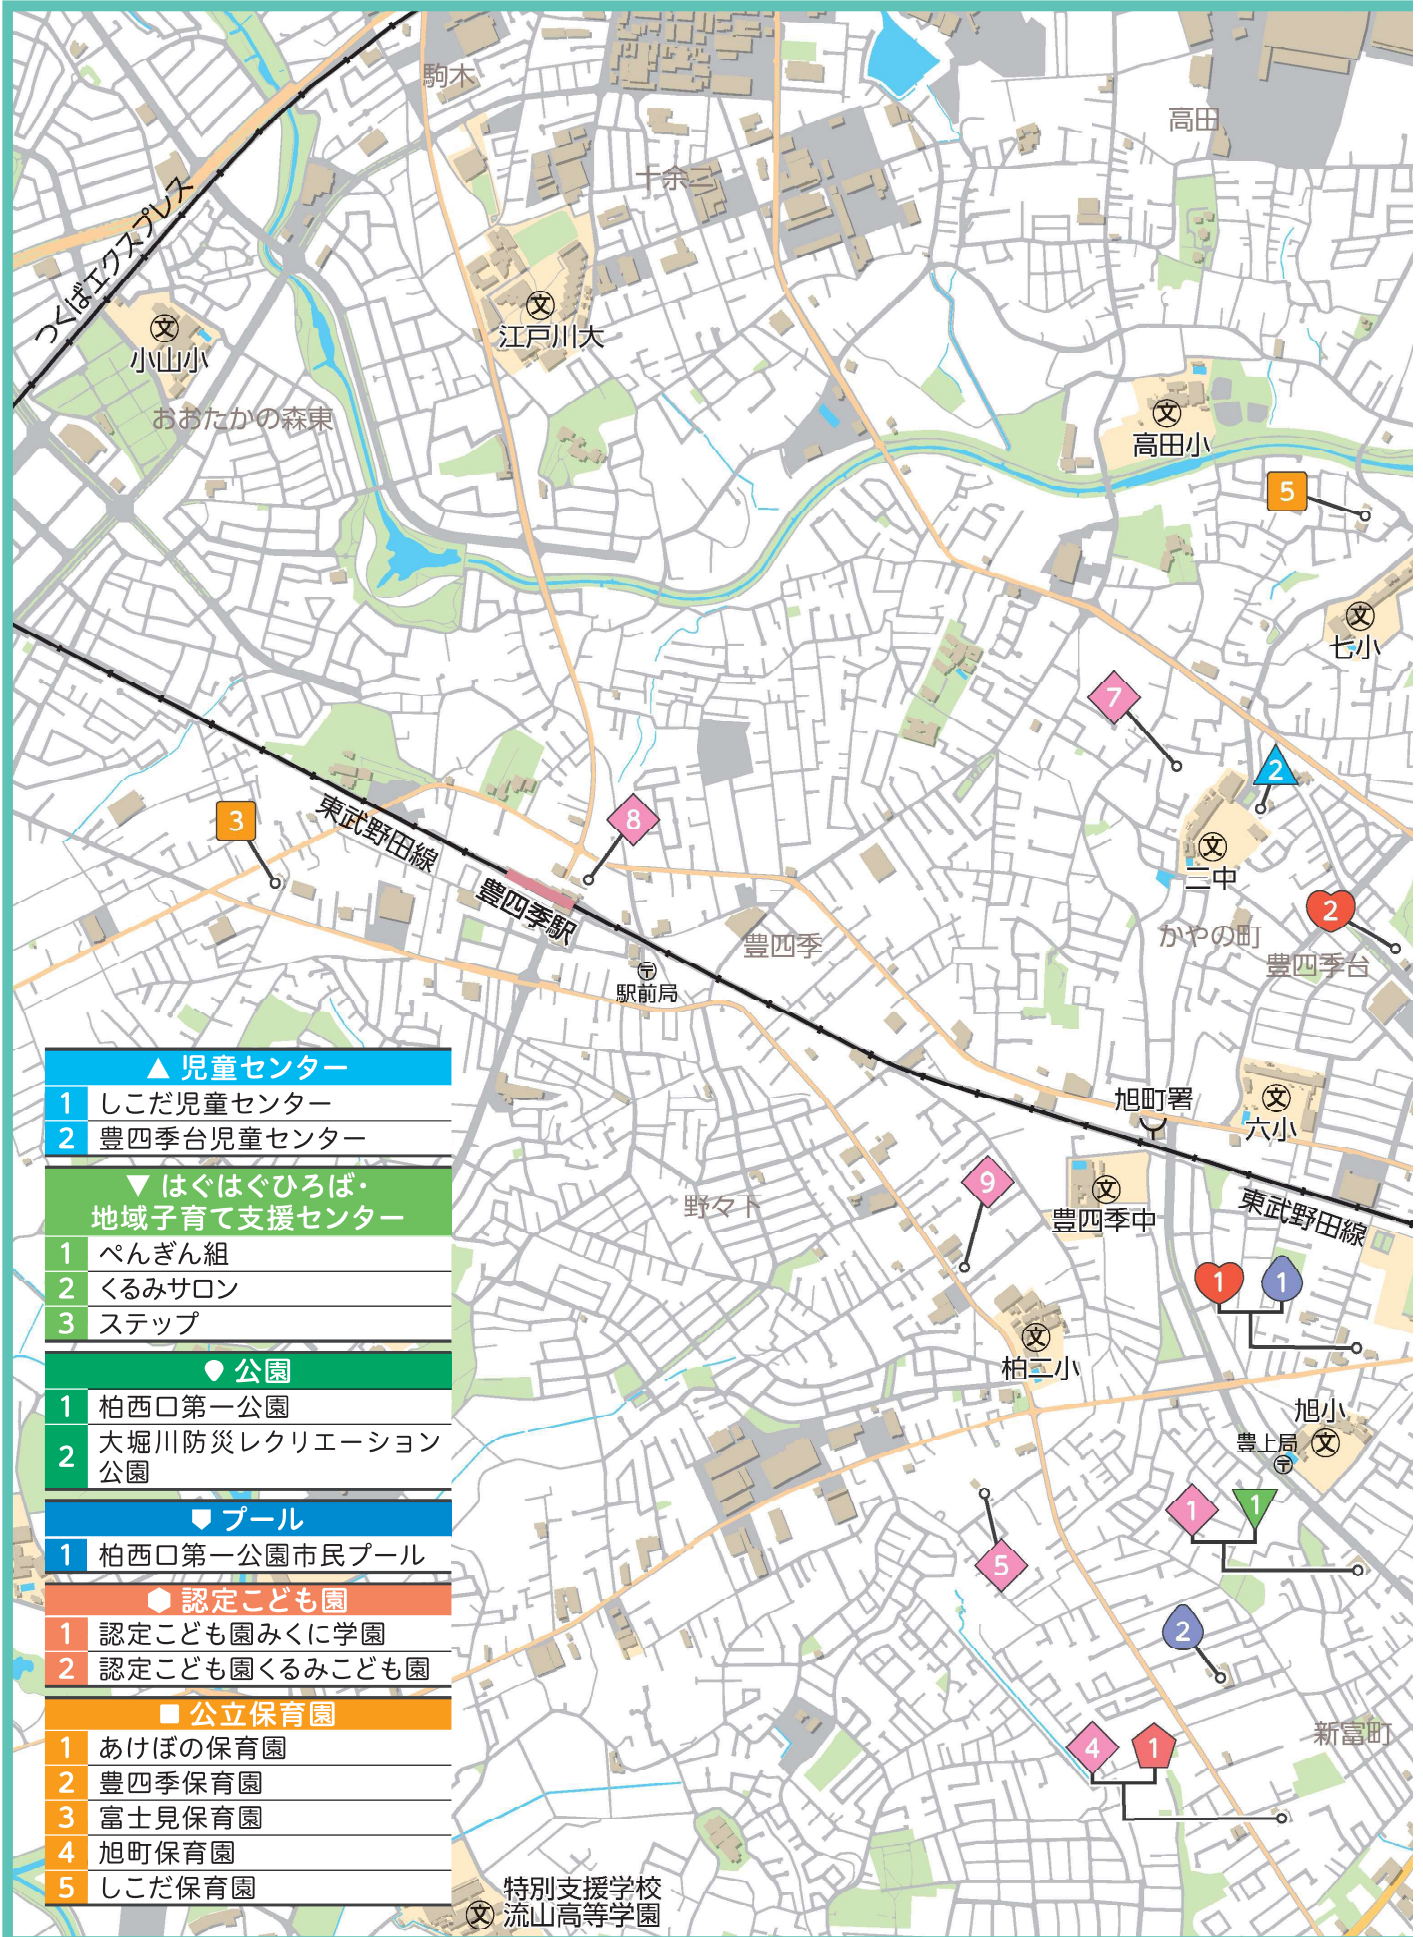 駒木
高田
十余二
つくばエクスプレス
文
江戸川大
文
小山小
おおたかの森東
文
高田小
5
文
七小
7
2
3
8
東武野田線
文
二中
豊四季駅
2
かやの町
豊四季
豊四季台
〒
駅前局
旭町署
文
六小
9
文
豊四季中
野々下
東武野田線
1
1
文
柏二小
旭小
文
豊上局
〒
1
1
5
2
4
1
新富町
▲ 児童センター
1 しこだ児童センター
2 豊四季台児童センター
▼ はぐはぐひろば・
地域子育て支援センター
1 ぺんぎん組
2 くるみサロン
3 ステップ
公園
1 柏西口第一公園
2 大堀川防災レクリエーション
公園
プール
1 柏西口第一公園市民プール
⬢ 認定こども園
1 認定こども園みくに学園
2 認定こども園くるみこども園
■ 公立保育園
1 あけぼの保育園
2 豊四季保育園
3 富士見保育園
4 旭町保育園
5 しこだ保育園
文
特別支援学校
流山高等学園